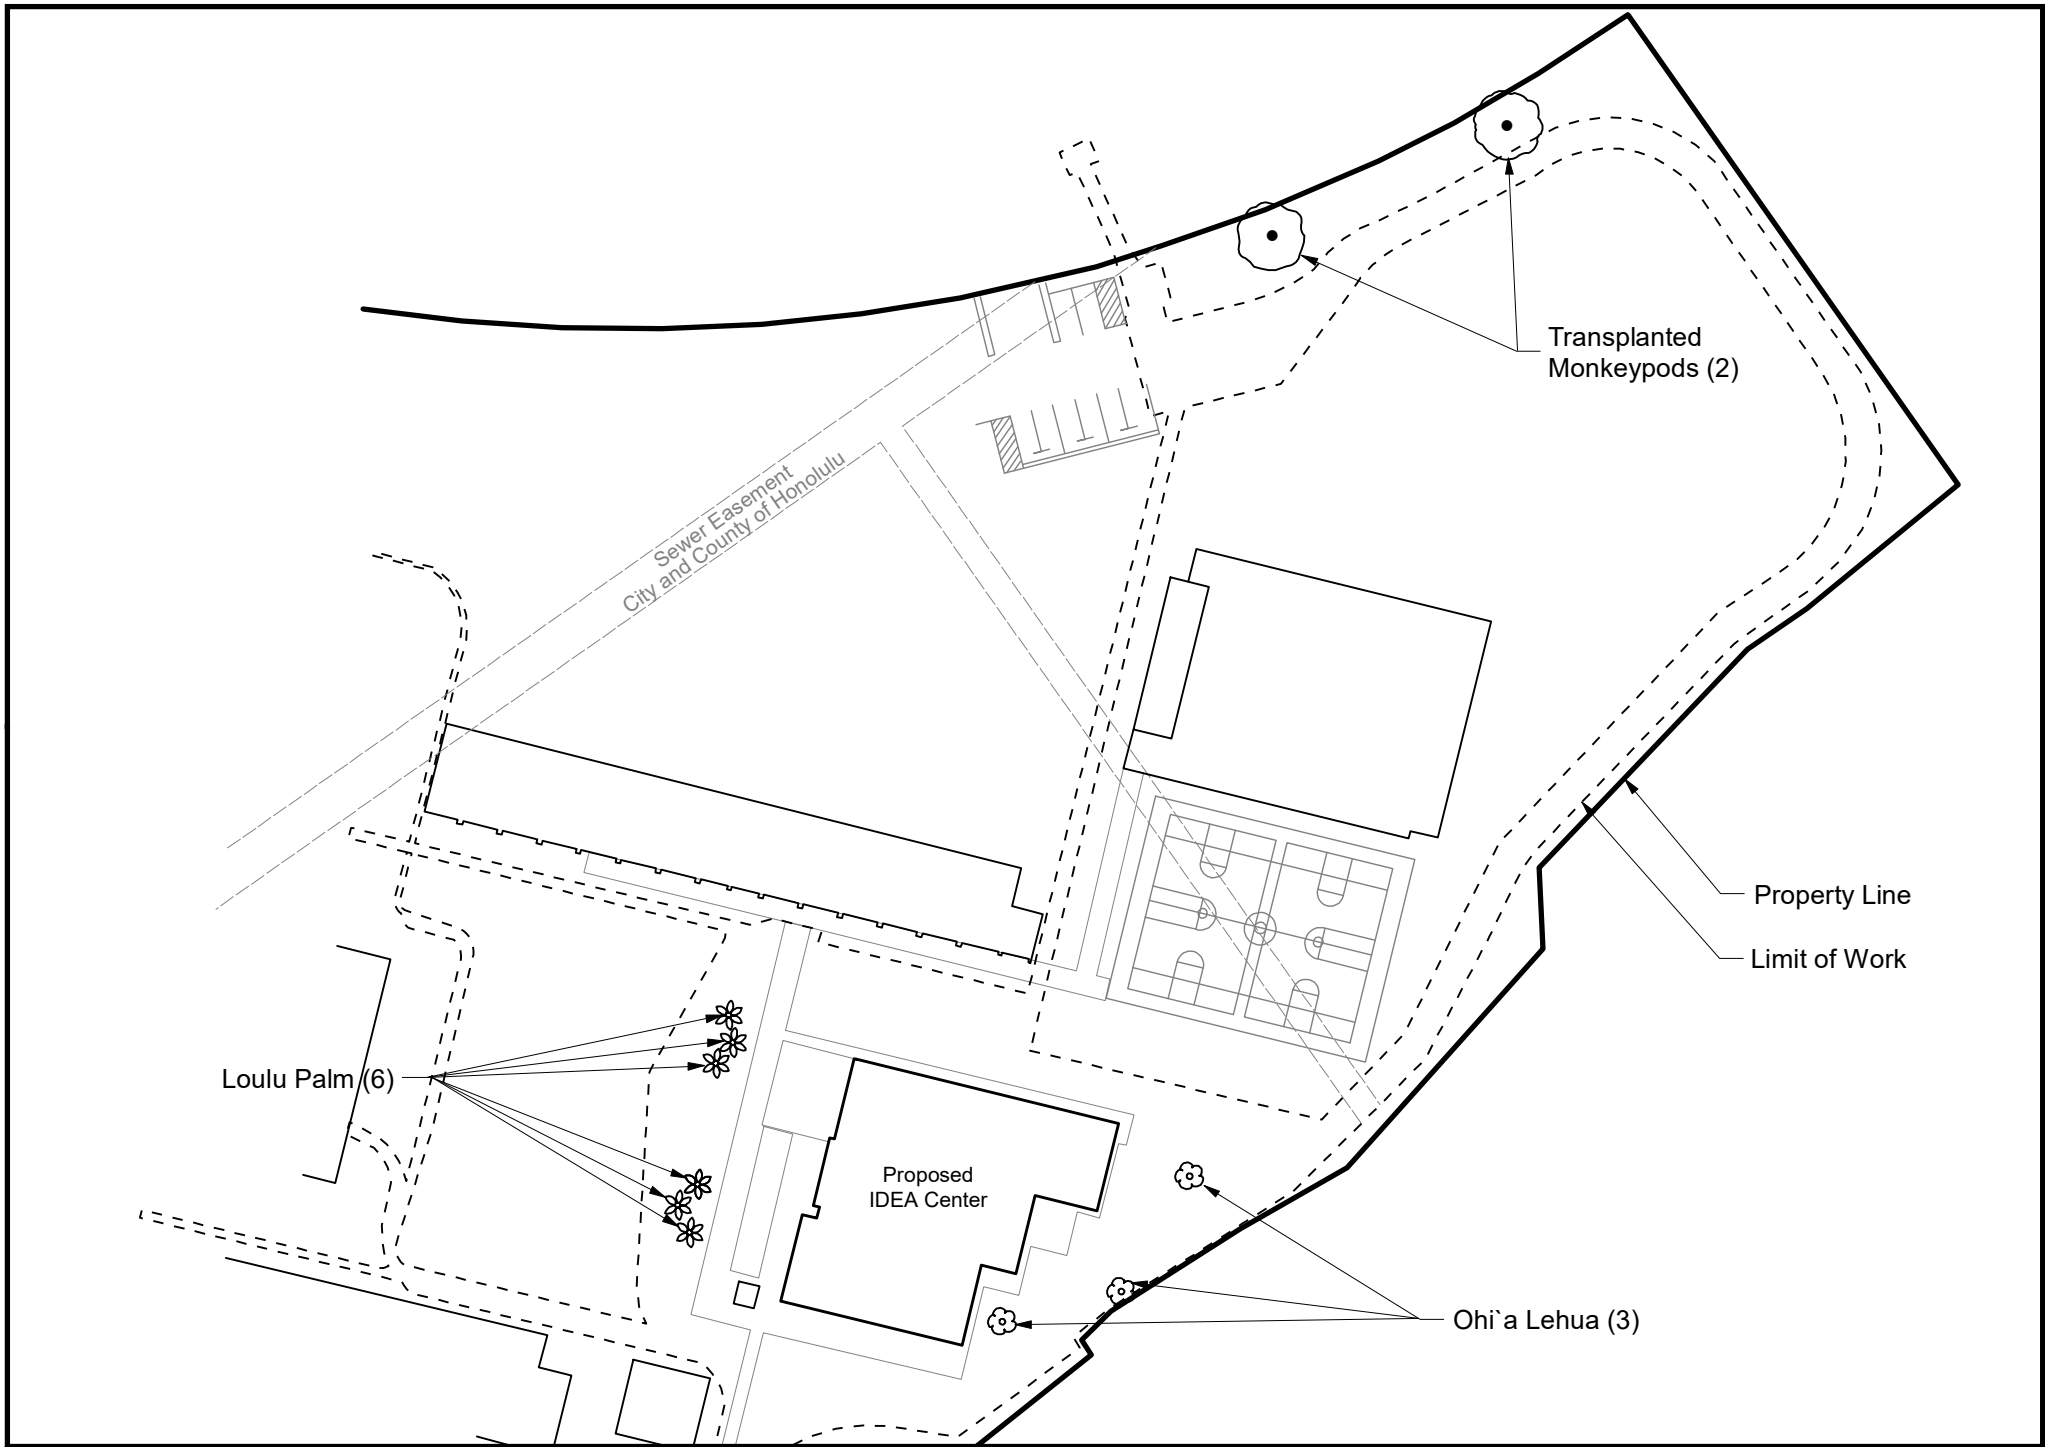 Transplanted
Monkeypods (2)
Sewer Easement
City and County of Honolulu
Property Line
Limit of Work
Loulu Palm (6)
Proposed
IDEA Center
Ohi`a Lehua (3)